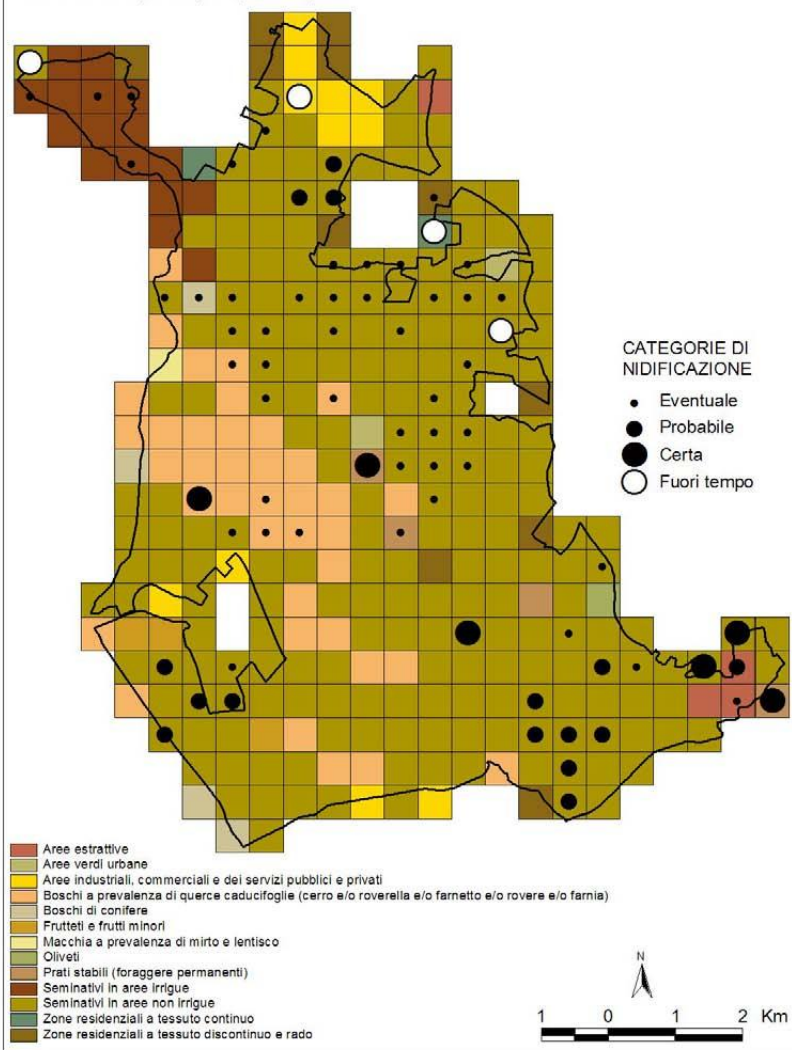 CATEGORIE DI
NIDIFICAZIONE
Eventuale
Probabile
Certa
Fuori tempo
Aree estrattive
Aree verdi urbane
Aree industriali, commerciali e dei servizi pubblici e privati
Boschi a prevalenza di querce caducifoglie (cerro e/o roverella e/o farnetto e/o rovere e/o farnia)
Boschi di conifere
Frutteti e frutti minori
Macchia a prevalenza di mirto e lentisco
Oliveti
Prati stabili (foraggere permanenti)
Seminativi in aree irrigue
Seminativi in aree non irrigue
Zone residenziali a tessuto continuo
Zone residenziali a tessuto discontinuo e rado
N
1 0 1 2 Km